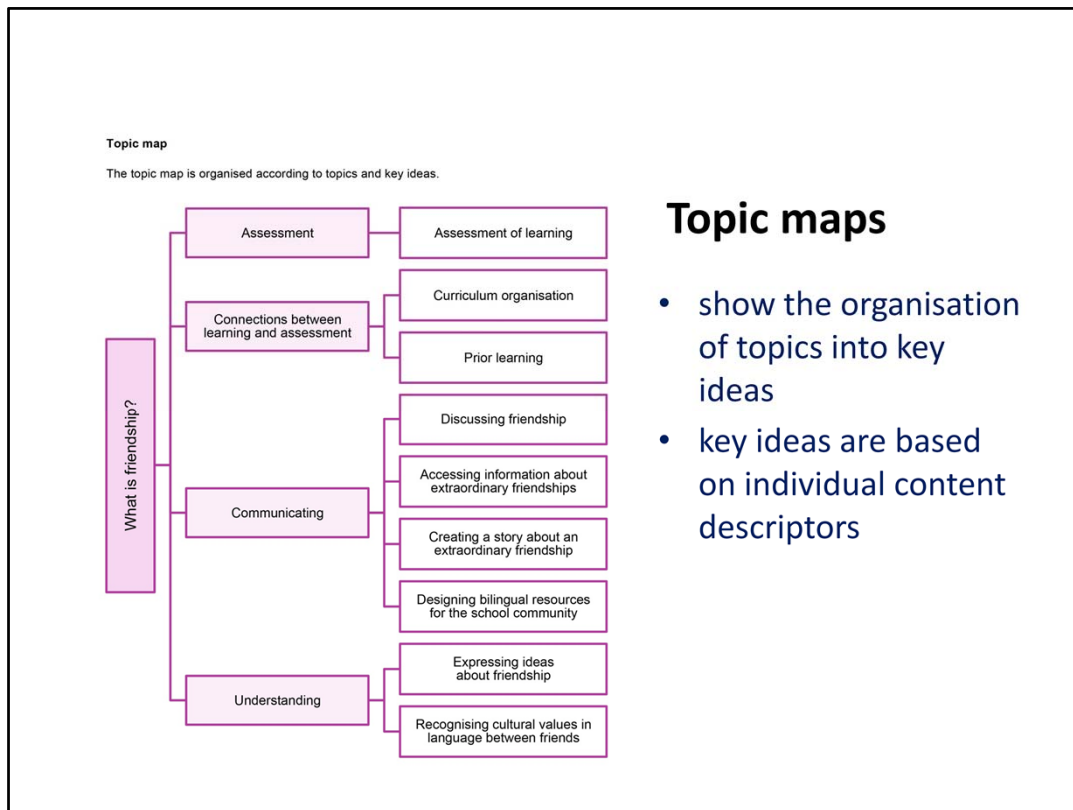 Topic map
The topic map is organised according to topics and key ideas.
What is friendship?
Assessment
Assessment of learning
Connections between
learning and assessment
Curriculum organisation
Prior learning
Communicating
Discussing friendship
Accessing information about
extraordinary friendships
Creating a story about an
extraordinary friendship
Designing bilingual resources
for the school community
Understanding
Expressing ideas
about friendship
Recognising cultural values in
language between friends
Topic maps
• show the organisation
of topics into key
ideas
• key ideas are based
on individual content
descriptors